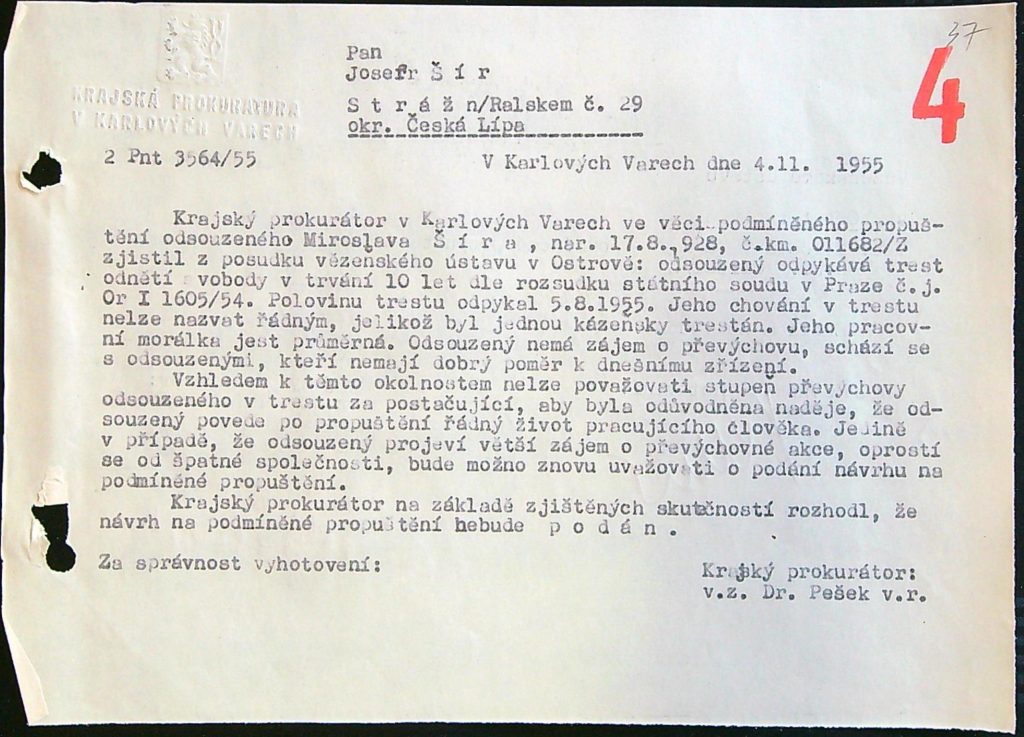 37
4
Pan
Josefr Š í r
S t r á ž n/Ralskem č. 29
okr. Česká Lípa
KRAJSKÁ PROKURATURA
V KARLOVÝCH VARECH
2 Pnt 3564/55
V Karlových Varech dne 4.11. 1955
Krajský prokurátor v Karlových Varech ve věci podmíněného propuš-
tění odsouzeného Miroslava Š í r a , nar. 17.8.,928, č.km. 011682/Z
zjistil z posudku vězeňského ústavu v Ostrově: odsouzený odpykává trest
odnětí svobody v trvání 10 let dle rozsudku státního soudu v Praze č.j.
Or I 1605/54. Polovinu trestu odpykal 5.8.1955. Jeho chování v trestu
nelze nazvat řádným, jelikož byl jednou kázeňsky trestán. Jeho pracov-
ní morálka jest průměrná. Odsouzený nemá zájem o převýchovu, schází se
s odsouzenými, kteří nemají dobrý poměr k dnešnímu zřízení.
Vzhledem k těmto okolnostem nelze považovati stupeň převýchovy
odsouzeného v trestu za postačující, aby byla odůvodněna naděje, že od-
souzený povede po propuštění řádný život pracujícího člověka. Jedině
v případě, že odsouzený projeví větší zájem o převýchovné akce, oprostí
se od špatné společnosti, bude možno znovu uvažovati o podání návrhu na
podmíněné propuštění.
Krajský prokurátor na základě zjištěných skutečností rozhodl, že
návrh na podmíněné propuštění nebude p o d á n .
Za správnost vyhotovení:
Krajský prokurátor:
v.z. Dr. Pešek v.r.